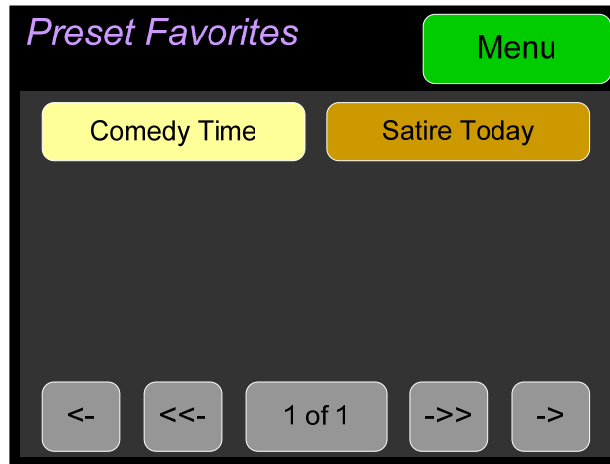 Preset Favorites
Menu
Comedy Time
Satire Today
<-
<<-
1 of 1
->>
->